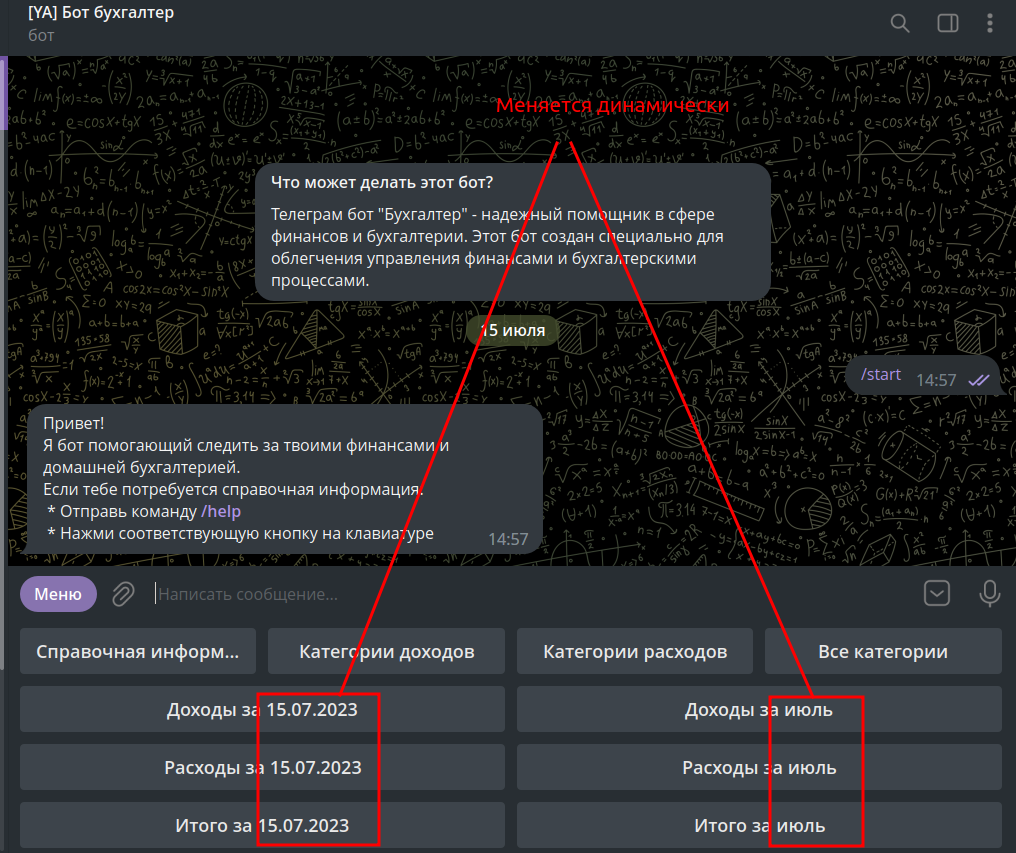 [YA] Бот бухгалтер
бот
Меняется динамически
Что может делать этот бот?
Телеграм бот "Бухгалтер" - надежный помощник в сфере
финансов и бухгалтерии. Этот бот создан специально для
облегчения управления финансами и бухгалтерскими
процессами.
15 июля
/start 14:57
Привет!
Я бот помогающий следить за твоими финансами и
домашней бухгалтерией.
Если тебе потребуется справочная информация:
* Отправь команду /help
* Нажми соответствующую кнопку на клавиатуре
14:57
Меню Написать сообщение...
Справочная информ... Категории доходов Категории расходов Все категории
Доходы за 15.07.2023 Доходы за июль
Расходы за 15.07.2023 Расходы за июль
Итого за 15.07.2023 Итого за июль